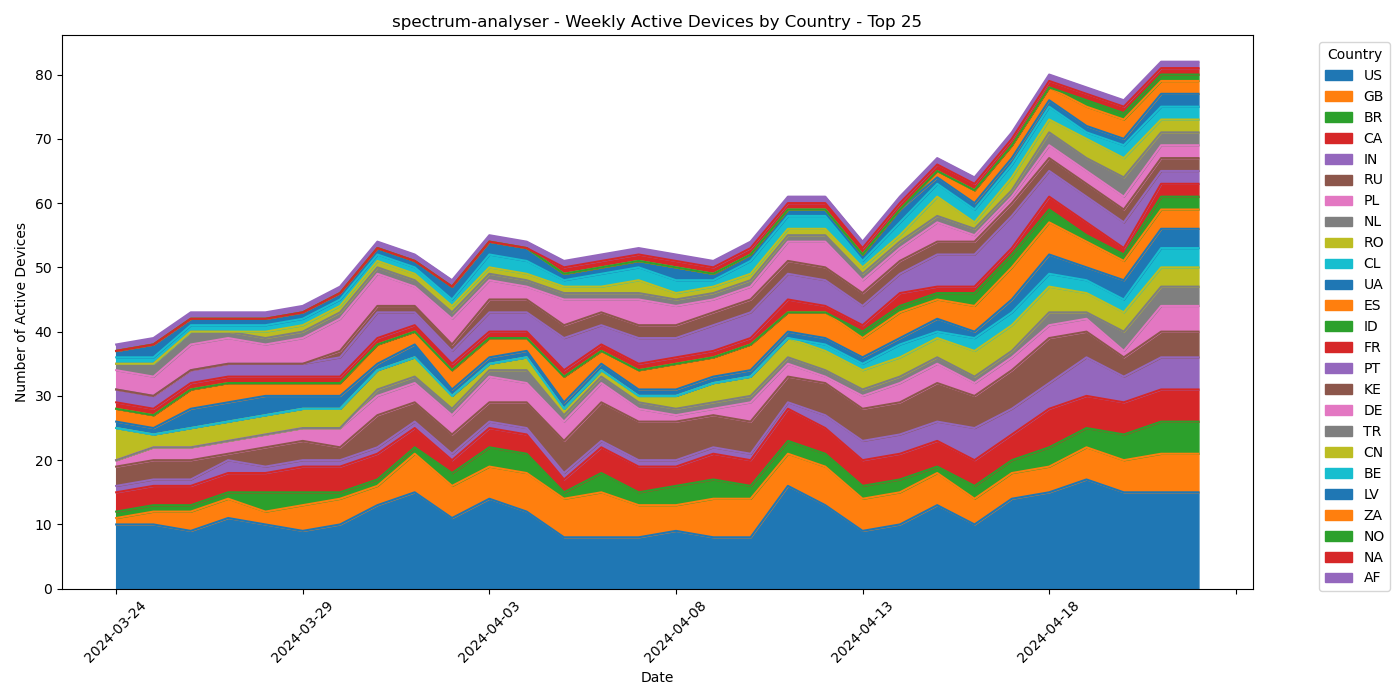 spectrum-analyser - Weekly Active Devices by Country - Top 25
Number of Active Devices
80
70
60
50
40
30
20
10
0
2024-03-24
2024-03-29
2024-04-03
2024-04-08
2024-04-13
2024-04-18
Date
Country
US
GB
BR
CA
IN
RU
PL
NL
RO
CL
UA
ES
ID
FR
PT
KE
DE
TR
CN
BE
LV
ZA
NO
NA
AF